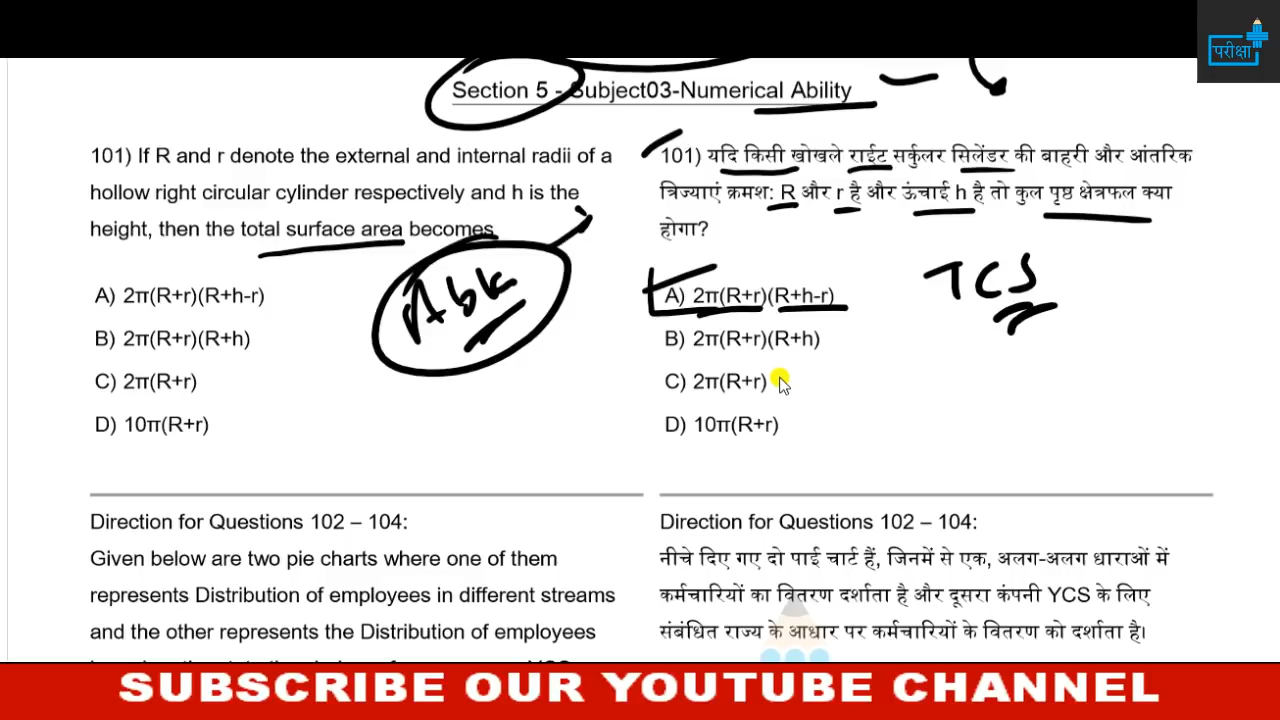 परीक्षा
Section 5 - Subject03-Numerical Ability
101) If R and r denote the external and internal radii of a
hollow right circular cylinder respectively and h is the
height, then the total surface area becomes
A) 2π(R+r)(R+h-r)
B) 2π(R+r)(R+h)
C) 2π(R+r)
D) 10π(R+r)
101) यदि किसी खोखले राईट सर्कुलर सिलेंडर की बाहरी और आंतरिक
त्रिज्याएं क्रमश: R और r है और ऊंचाई h है तो कुल पृष्ठ क्षेत्रफल क्या
होगा?
A) 2π(R+r)(R+h-r)
B) 2π(R+r)(R+h)
C) 2π(R+r)
D) 10π(R+r)
TCS
Direction for Questions 102 – 104:
Given below are two pie charts where one of them
represents Distribution of employees in different streams
and the other represents the Distribution of employees
Direction for Questions 102 – 104:
नीचे दिए गए दो पाई चार्ट हैं, जिनमें से एक, अलग-अलग धाराओं में
कर्मचारियों का वितरण दर्शाता है और दूसरा कंपनी YCS के लिए
संबंधित राज्य के आधार पर कर्मचारियों के वितरण को दर्शाता है।
SUBSCRIBE OUR YOUTUBE CHANNEL